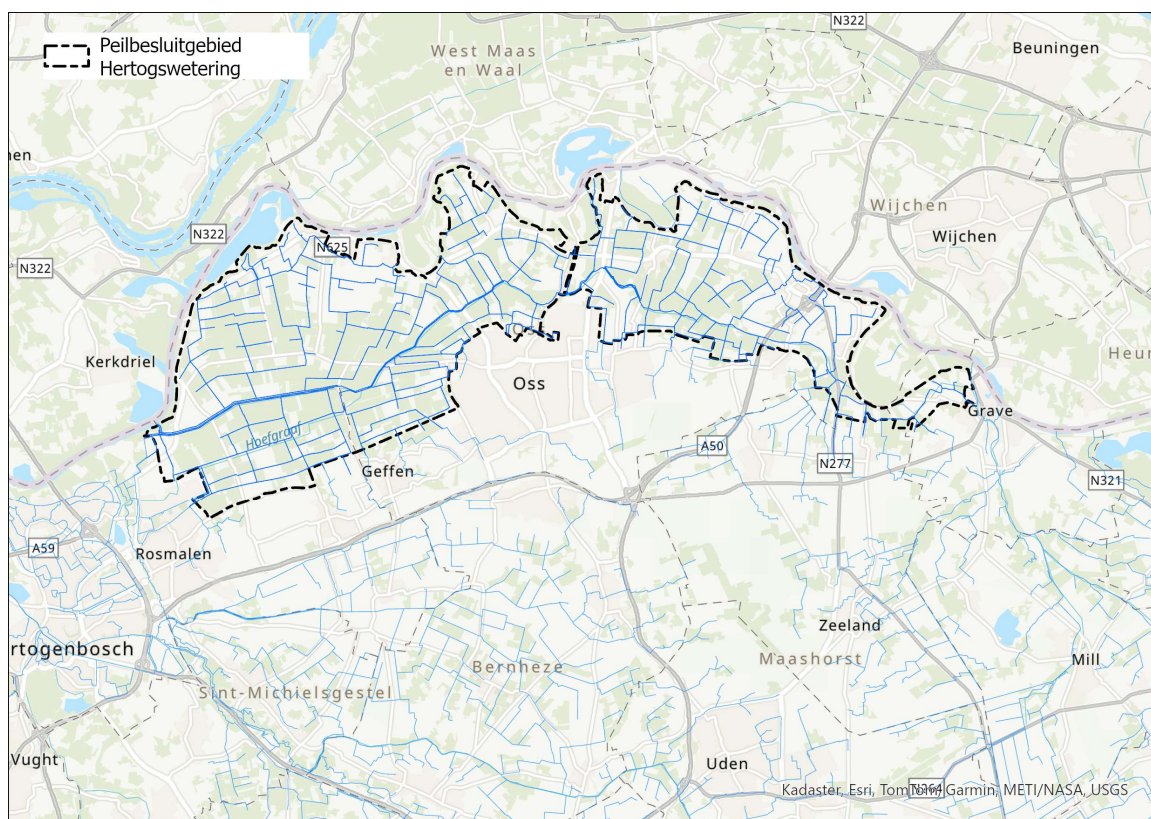 Peilbesluitgebied
Hertogswetering
N322
Beuningen
West Maas
en Waal
Wijchen
Wijchen
N322
N625
N322
Kerkdriel
Oss
Heur
Grave
Hoefgraaf
Geffen
A50
N277
N321
A59
Rosmalen
rtogenbosch
Zeeland
Maashorst
Mill
Bernheze
Sint-Michielsgestel
Vught
Uden
N264
Kadaster, Esri, TomTom, Garmin, METI/NASA, USGS